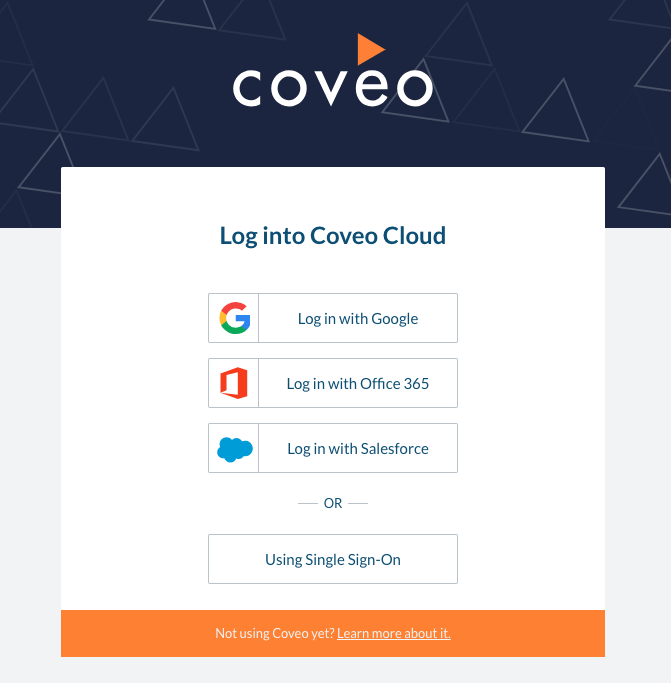 coveo
Log into Coveo Cloud
Log in with Google
Log in with Office 365
Log in with Salesforce
OR
Using Single Sign-On
Not using Coveo yet? Learn more about it.